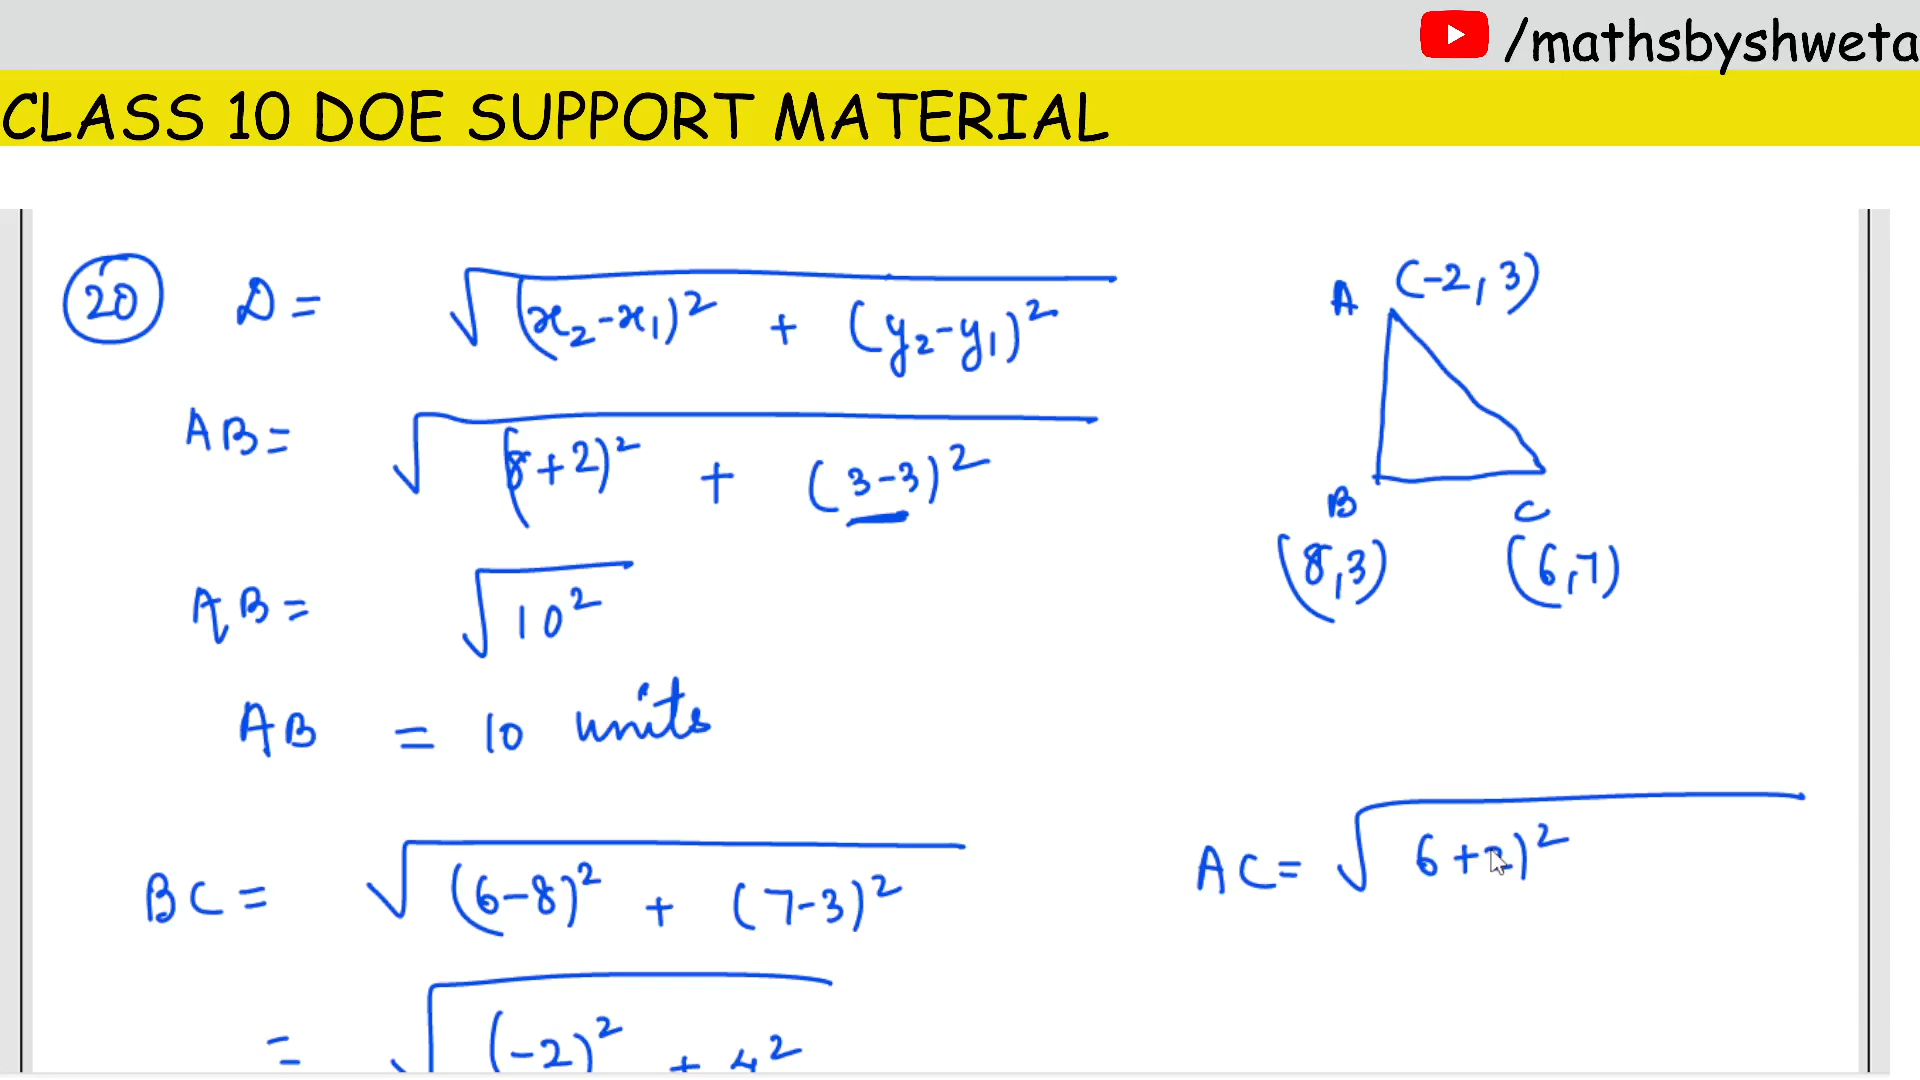 /mathsbyshweta
CLASS 10 DOE SUPPORT MATERIAL
20 D = √(x₂-x₁)² + (y₂-y₁)²
A (-2, 3)
AB = √(8+2)² + (3-3)²
B C
(8,3) (6,7)
AB = √10²
AB = 10 units
BC = √(6-8)² + (7-3)²
AC = √6+2)²
= √(-2)² + 4²